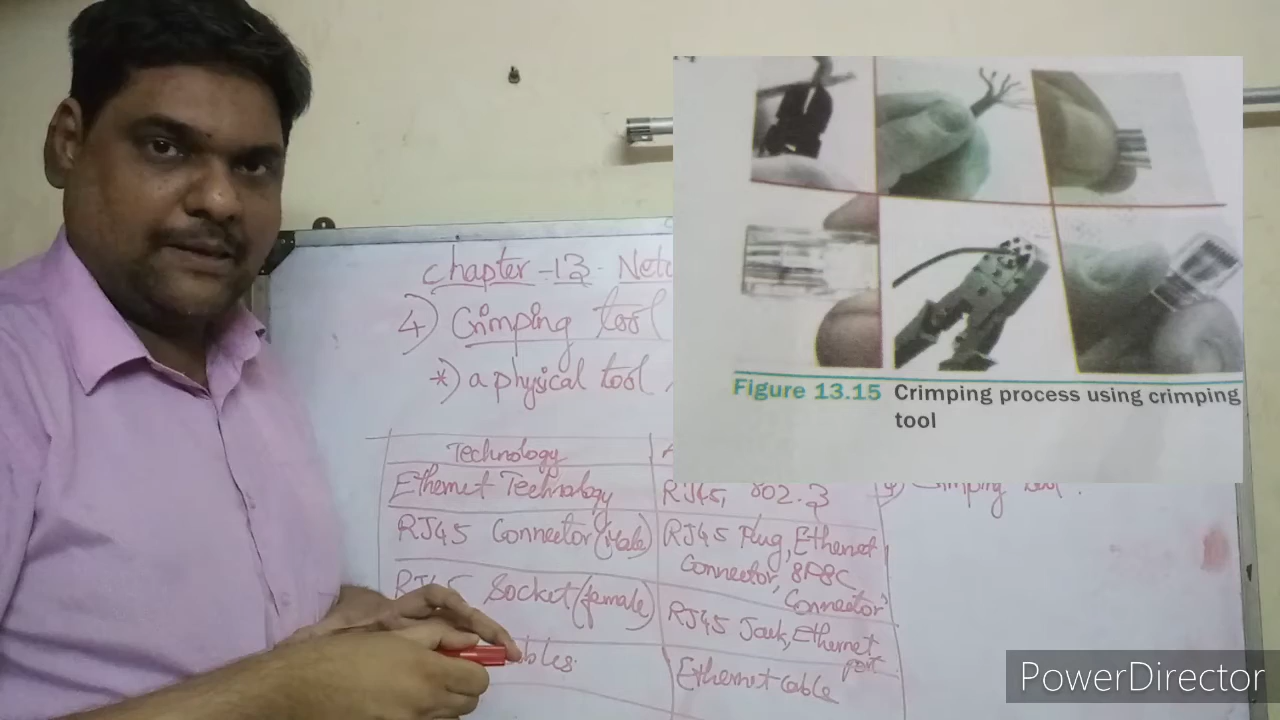 chapter-13- Netw
4) Crimping tool
*) a physical tool
Technology
Ethernet Technology
RJ45, 802.3
RJ45 Connector (Male)
RJ45 Plug, Ethernet
Connector, 8P8C
Connector
RJ45 Socket (female)
RJ45 Jack, Ethernet
port
Ethernet cable
Crimping tool.
Figure 13.15 Crimping process using crimping
tool
PowerDirector